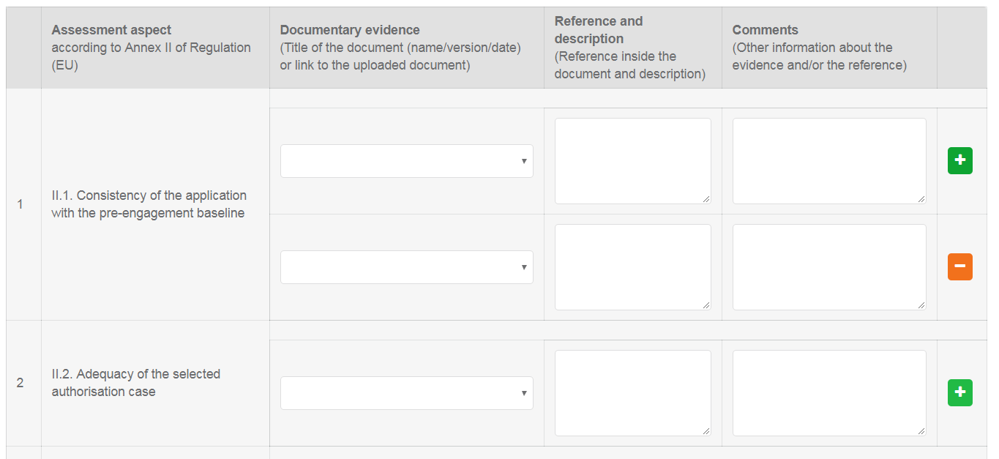 Assessment aspect
according to Annex II of Regulation
(EU)
Documentary evidence
(Title of the document (name/version/date)
or link to the uploaded document)
Reference and
description
(Reference inside the
document and description)
Comments
(Other information about the
evidence and/or the reference)
1
II.1. Consistency of the application
with the pre-engagement baseline
2
II.2. Adequacy of the selected
authorisation case